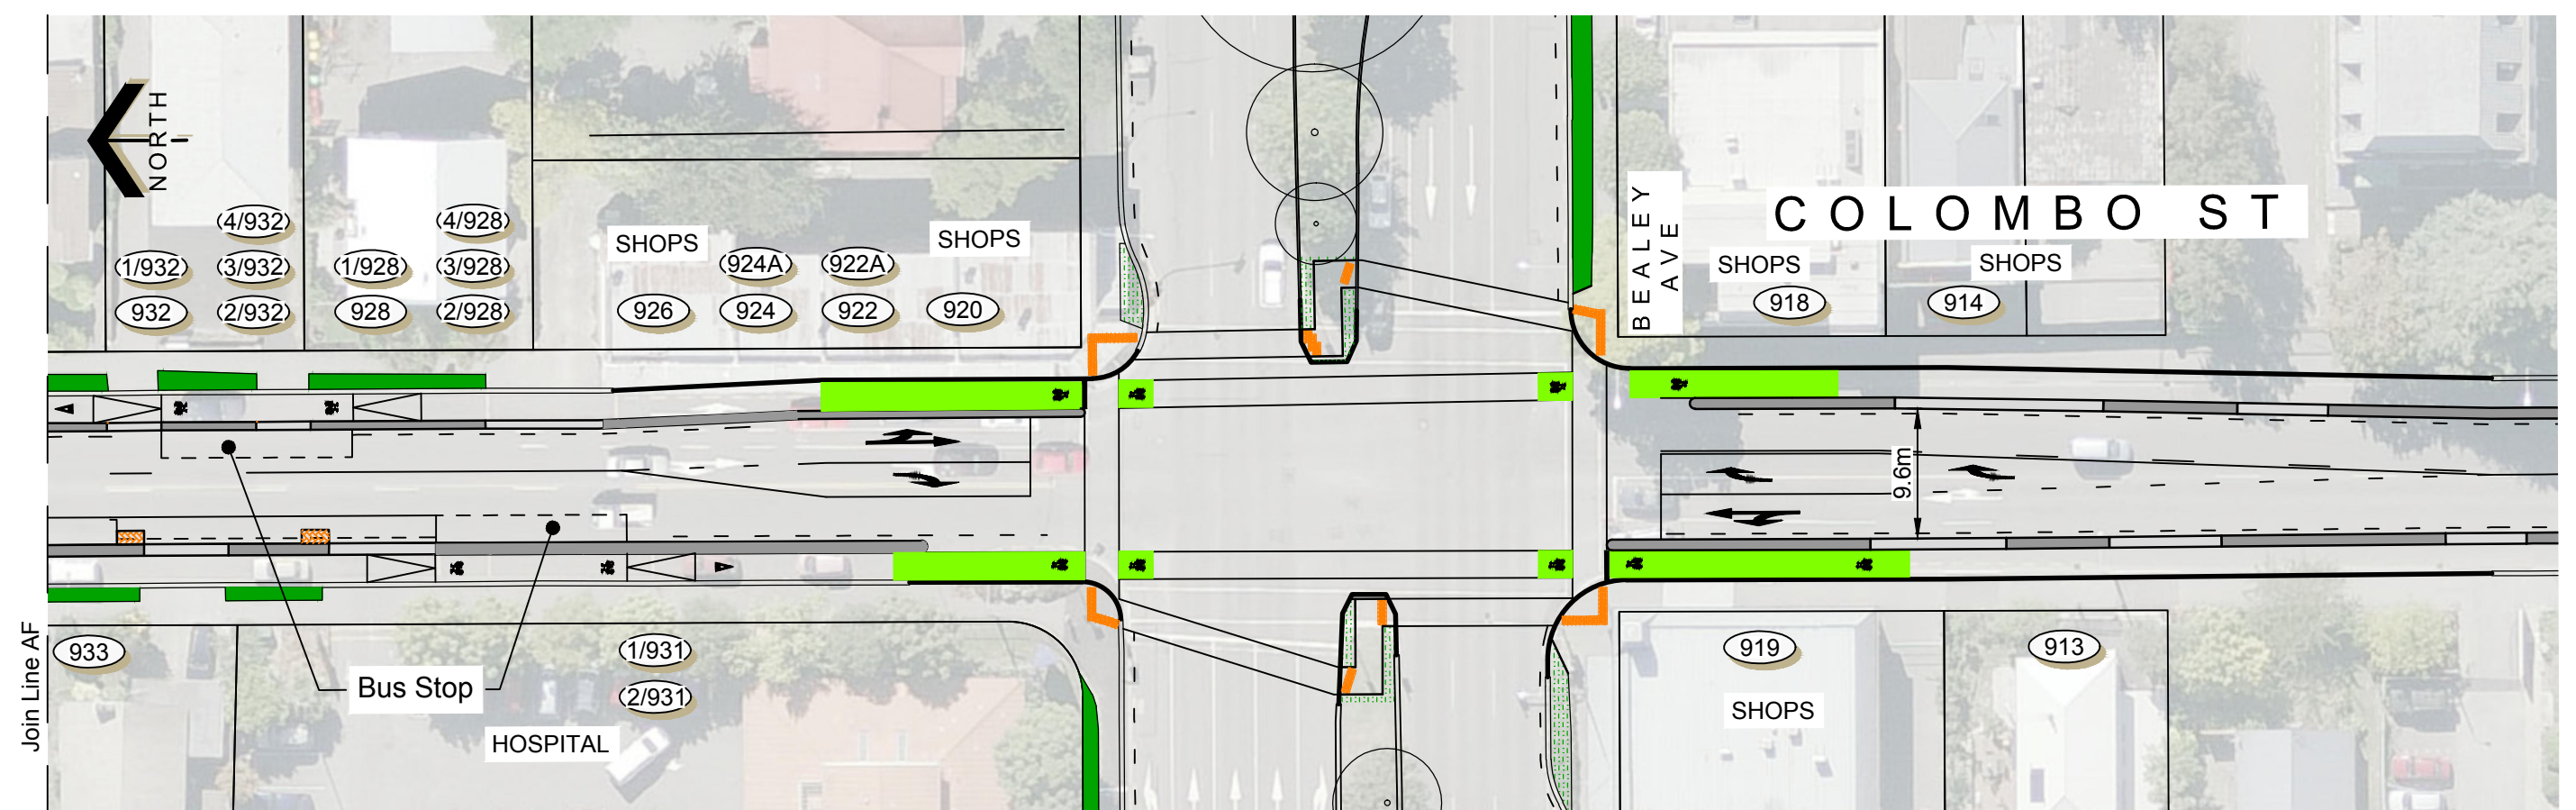 NORTH
4/932
4/928
1/932
3/932
1/928
3/928
932
2/932
928
2/928
SHOPS
924A
922A
SHOPS
926
924
922
920
BEALEY
AVE
COLOMBO ST
SHOPS
SHOPS
918
914
9.6m
Join Line AF
933
Bus Stop
1/931
2/931
HOSPITAL
919
SHOPS
913